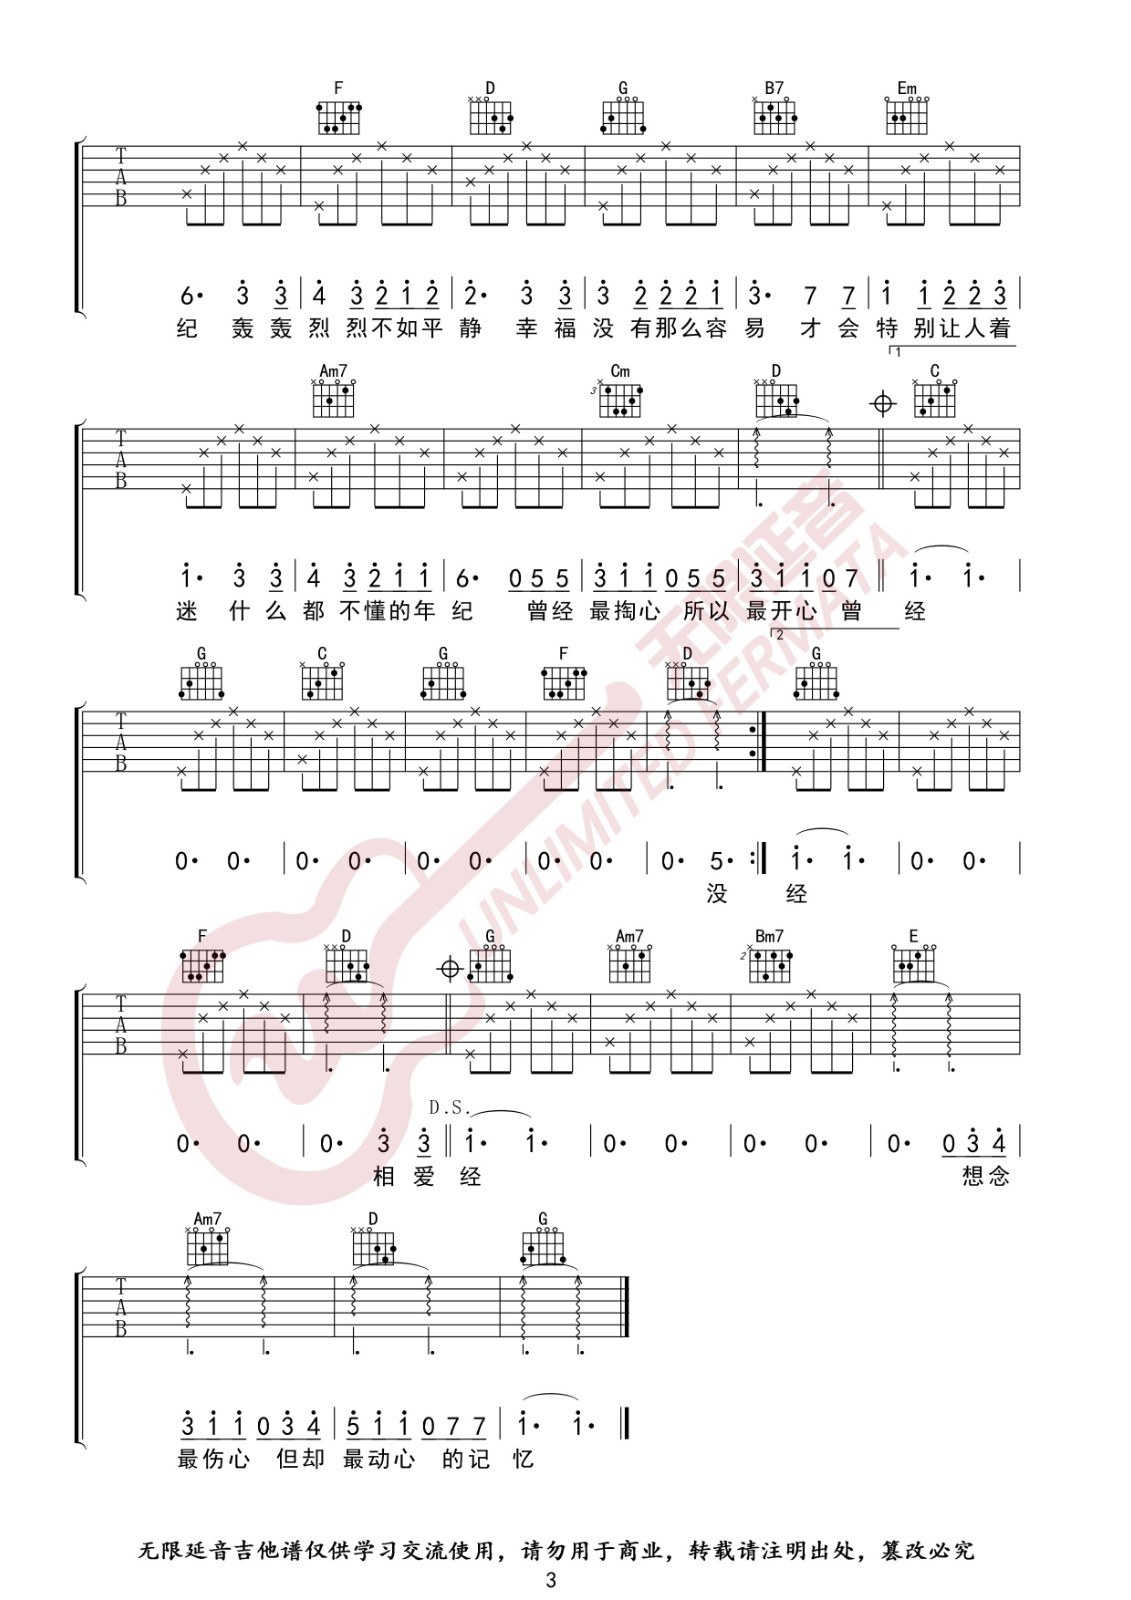 F D G B7 Em
T
A
B
6· 3 3 4 3 2 1 2 2· 3 3 3 2 2 2 1 3· 7 7 1 1 2 2 3
纪 轰轰 烈 烈不如平 静 幸福 没 有那么容 易 才会 特 别让人着
1
Am7 Cm D C
3
T
A
B
1· 3 3 4 3 2 1 1 6· 0 5 5 3 1 1 0 5 5 3 1 1 0 7 1· 1·
迷 什么 都 不懂的年 纪 曾经 最掏心 所以 最开心 曾 经
2
G C G F D G
T
A
B
0· 0· 0· 0· 0· 0· 0· 0· 0· 5· 1· 1· 0· 0·
没 经
F D G Am7 Bm7 E
2
T
A
B
D.S.
0· 0· 0· 3 3 1· 1· 0· 0· 0· 0· 0· 0 3 4
相 爱 经 想念
Am7 D G
T
A
B
3 1 1 0 3 4 5 1 1 0 7 7 1· 1·
最伤心 但却 最动心 的记 忆
无限延音
UNLIMITED FERMATA
无限延音吉他谱仅供学习交流使用，请勿用于商业，转载请注明出处，篡改必究
3